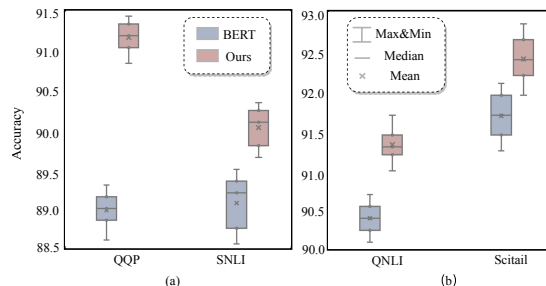 91.5
91.0
90.5
90.0
89.5
89.0
88.5
Accuracy
BERT
Ours
QQP
SNLI
(a)
93.0
92.5
92.0
91.5
91.0
90.5
90.0
Max&Min
Median
Mean
QNLI
Scitail
(b)